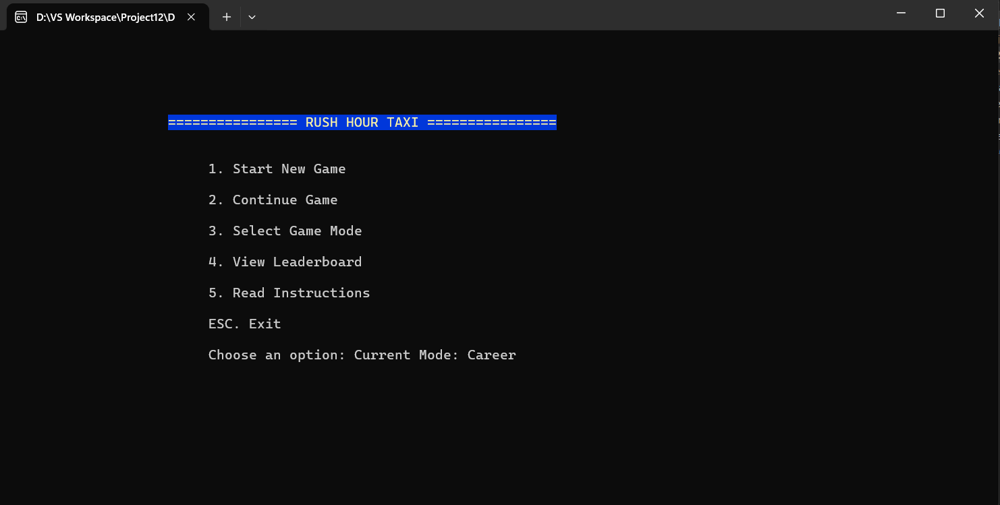 D:\VS Workspace\Project12\D
================ RUSH HOUR TAXI ================
1. Start New Game
2. Continue Game
3. Select Game Mode
4. View Leaderboard
5. Read Instructions
ESC. Exit
Choose an option: Current Mode: Career